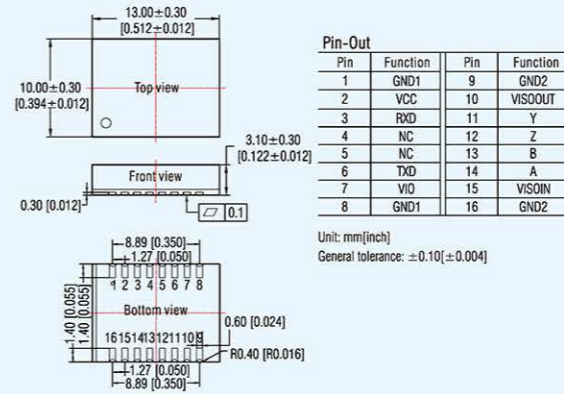 13.00±0.30
[0.512±0.012]
10.00±0.30
[0.394±0.012]
Top view
3.10±0.30
[0.122±0.012]
Front view
0.30 [0.012]
0.1
8.89 [0.350]
1.27 [0.050]
1 2 3 4 5 6 7 8
1.40 [0.055]
1.40 [0.055]
Bottom view
0.60 [0.024]
16 15 14 13 12 11 10 9
R0.40 [R0.016]
1.27 [0.050]
8.89 [0.350]
Pin-Out
Pin Function Pin Function
1 GND1 9 GND2
2 VCC 10 VISOOUT
3 RXD 11 Y
4 NC 12 Z
5 NC 13 B
6 TXD 14 A
7 VIO 15 VISOIN
8 GND1 16 GND2
Unit: mm[inch]
General tolerance: ±0.10[±0.004]